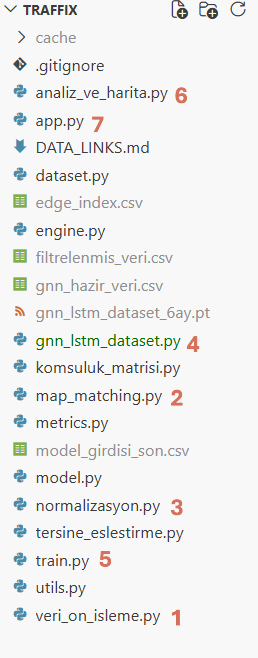 TRAFFIX
cache
.gitignore
analiz_ve_harita.py 6
app.py 7
DATA_LINKS.md
dataset.py
edge_index.csv
engine.py
filtrelenmis_veri.csv
gnn_hazir_veri.csv
gnn_lstm_dataset_6ay.pt
gnn_lstm_dataset.py 4
komsuluk_matrisi.py
map_matching.py 2
metrics.py
model_girdisi_son.csv
model.py
normalizasyon.py 3
tersine_eslestirme.py
train.py 5
utils.py
veri_on_isleme.py 1